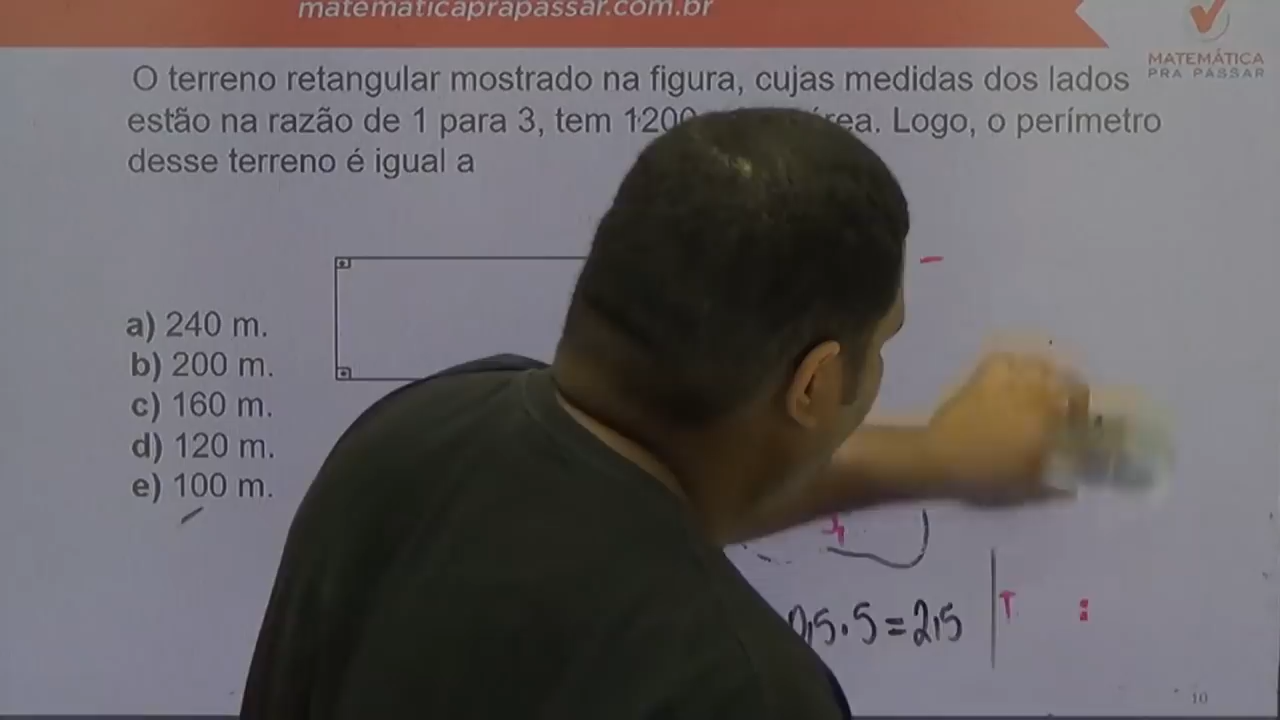 matematicaprapassar.com.br
MATEMÁTICA
PRA PASSAR
O terreno retangular mostrado na figura, cujas medidas dos lados
estão na razão de 1 para 3, tem 1200 área. Logo, o perímetro
desse terreno é igual a
a) 240 m.
b) 200 m.
c) 160 m.
d) 120 m.
e) 100 m.
0,5.5=2,5
10